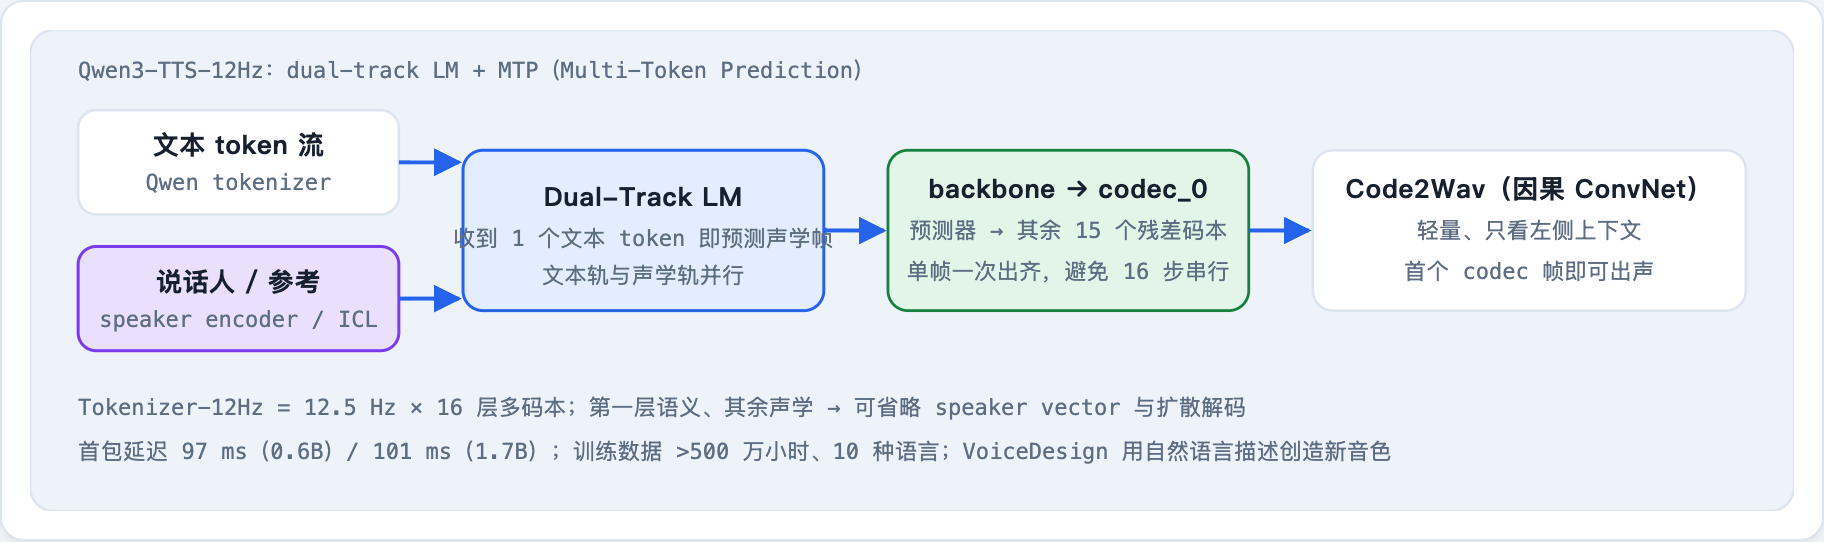 Qwen3-TTS-12Hz：dual-track LM + MTP（Multi-Token Prediction）
文本 token 流
Qwen tokenizer
说话人 / 参考
speaker encoder / ICL
Dual-Track LM
收到 1 个文本 token 即预测声学帧
文本轨与声学轨并行
backbone → codec_0
预测器 → 其余 15 个残差码本
单帧一次出齐，避免 16 步串行
Code2Wav（因果 ConvNet）
轻量、只看左侧上下文
首个 codec 帧即可出声
Tokenizer-12Hz = 12.5 Hz × 16 层多码本；第一层语义、其余声学 → 可省略 speaker vector 与扩散解码
首包延迟 97 ms（0.6B）/ 101 ms（1.7B）；训练数据 >500 万小时、10 种语言；VoiceDesign 用自然语言描述创造新音色